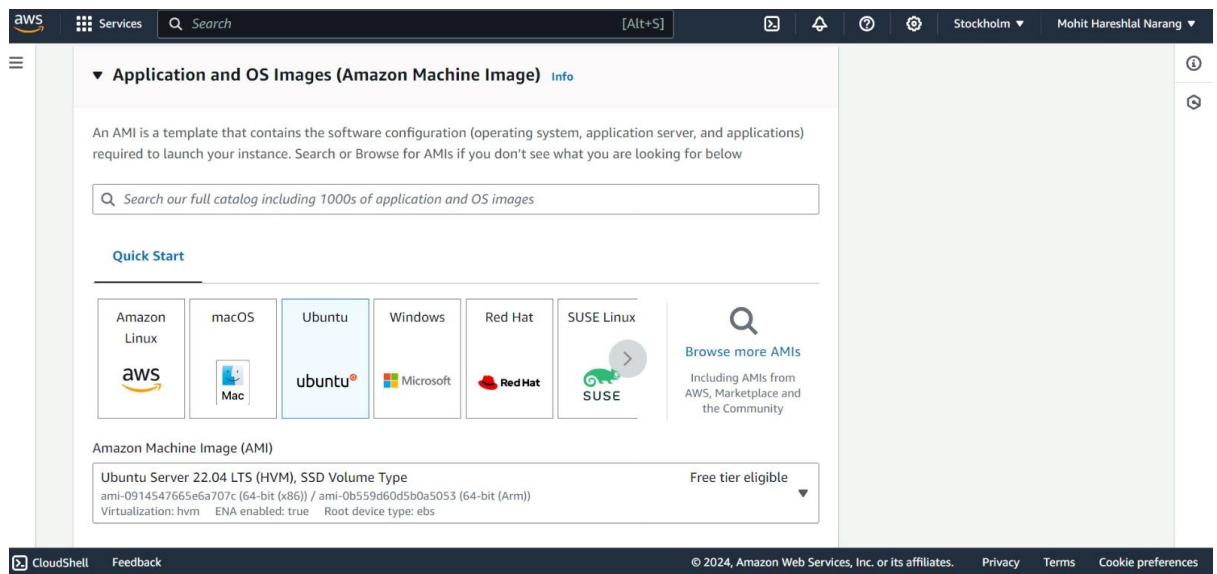 aws Services Search [Alt+S] Stockholm ▼ Mohit Hareshlal Narang ▼
▼ Application and OS Images (Amazon Machine Image) Info
An AMI is a template that contains the software configuration (operating system, application server, and applications)
required to launch your instance. Search or Browse for AMIs if you don't see what you are looking for below
Search our full catalog including 1000s of application and OS images
Quick Start
Amazon
Linux
aws
macOS
Mac
Ubuntu
ubuntu®
Windows
Microsoft
Red Hat
Red Hat
SUSE Linux
SUSE
Browse more AMIs
Including AMIs from
AWS, Marketplace and
the Community
Amazon Machine Image (AMI)
Ubuntu Server 22.04 LTS (HVM), SSD Volume Type Free tier eligible
ami-0914547665e6a707c (64-bit (x86)) / ami-0b559d60d5b0a5053 (64-bit (Arm))
Virtualization: hvm ENA enabled: true Root device type: ebs
CloudShell Feedback © 2024, Amazon Web Services, Inc. or its affiliates. Privacy Terms Cookie preferences